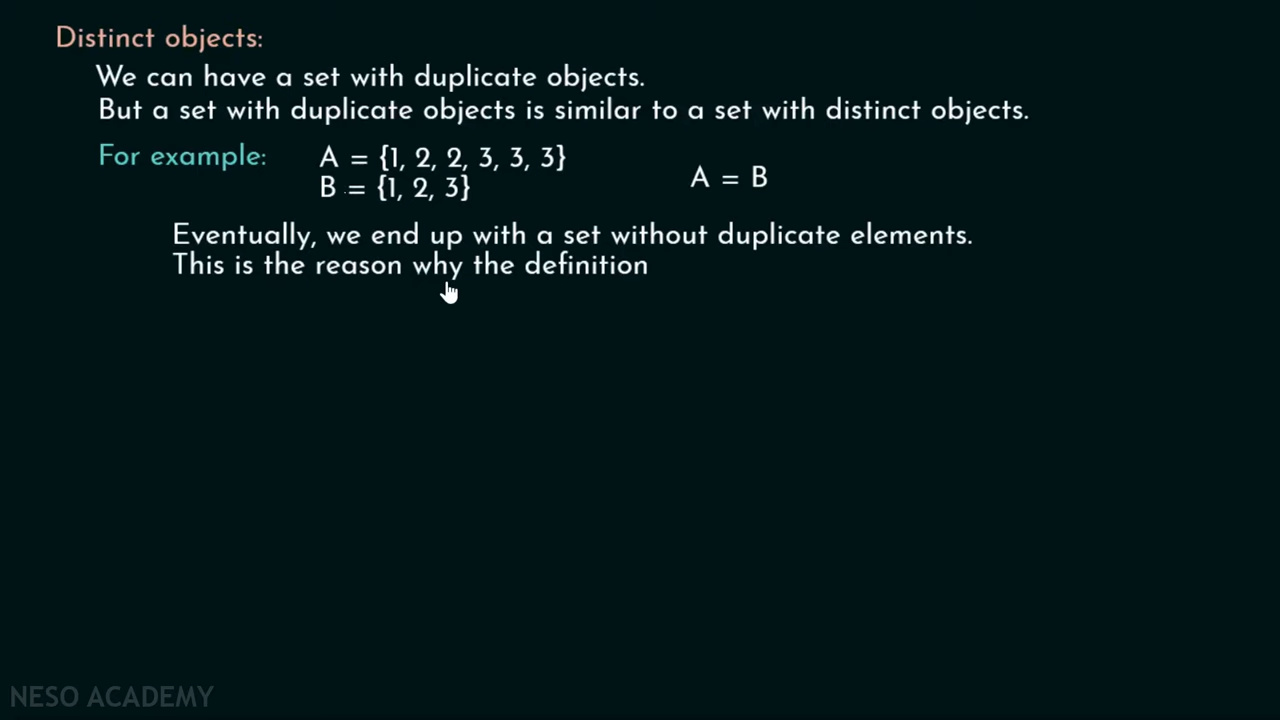 Distinct objects:
We can have a set with duplicate objects.
But a set with duplicate objects is similar to a set with distinct objects.
For example: A = {1, 2, 2, 3, 3, 3}
B = {1, 2, 3}
A = B
Eventually, we end up with a set without duplicate elements.
This is the reason why the definition
NESO ACADEMY